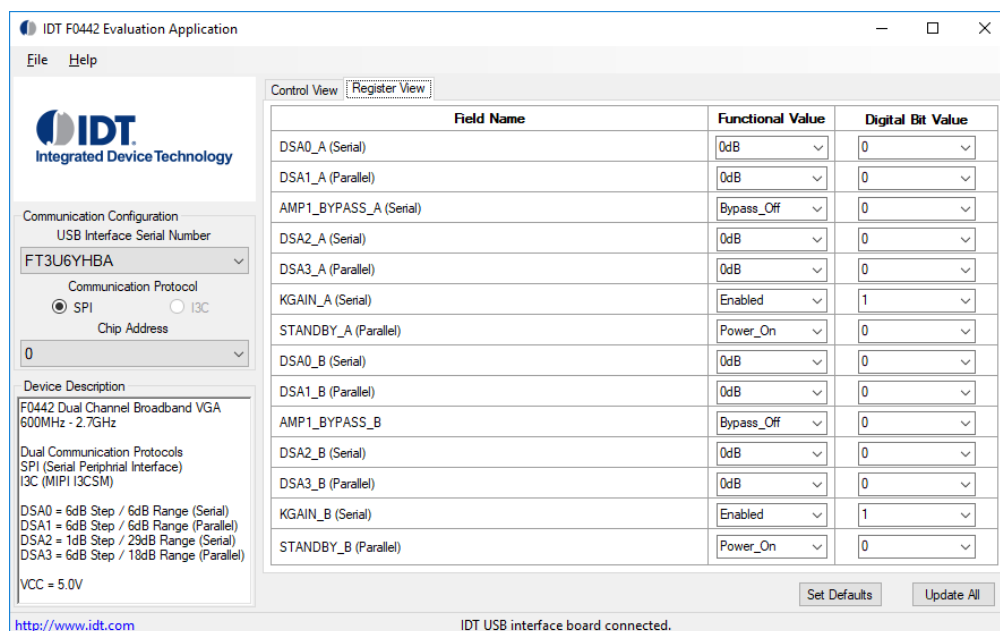 IDT F0442 Evaluation Application
File Help
IDT.
Integrated Device Technology
Communication Configuration
USB Interface Serial Number
FT3U6YHBA
Communication Protocol
SPI I3C
Chip Address
0
Device Description
F0442 Dual Channel Broadband VGA
600MHz - 2.7GHz
Dual Communication Protocols
SPI (Serial Periphrial Interface)
I3C (MIPI I3CSM)
DSA0 = 6dB Step / 6dB Range (Serial)
DSA1 = 6dB Step / 6dB Range (Parallel)
DSA2 = 1dB Step / 29dB Range (Serial)
DSA3 = 6dB Step / 18dB Range (Parallel)
VCC = 5.0V
Control View Register View
Field Name Functional Value Digital Bit Value
DSA0_A (Serial) 0dB 0
DSA1_A (Parallel) 0dB 0
AMP1_BYPASS_A (Serial) Bypass_Off 0
DSA2_A (Serial) 0dB 0
DSA3_A (Parallel) 0dB 0
KGAIN_A (Serial) Enabled 1
STANDBY_A (Parallel) Power_On 0
DSA0_B (Serial) 0dB 0
DSA1_B (Parallel) 0dB 0
AMP1_BYPASS_B Bypass_Off 0
DSA2_B (Serial) 0dB 0
DSA3_B (Parallel) 0dB 0
KGAIN_B (Serial) Enabled 1
STANDBY_B (Parallel) Power_On 0
Set Defaults Update All
http://www.idt.com IDT USB interface board connected.